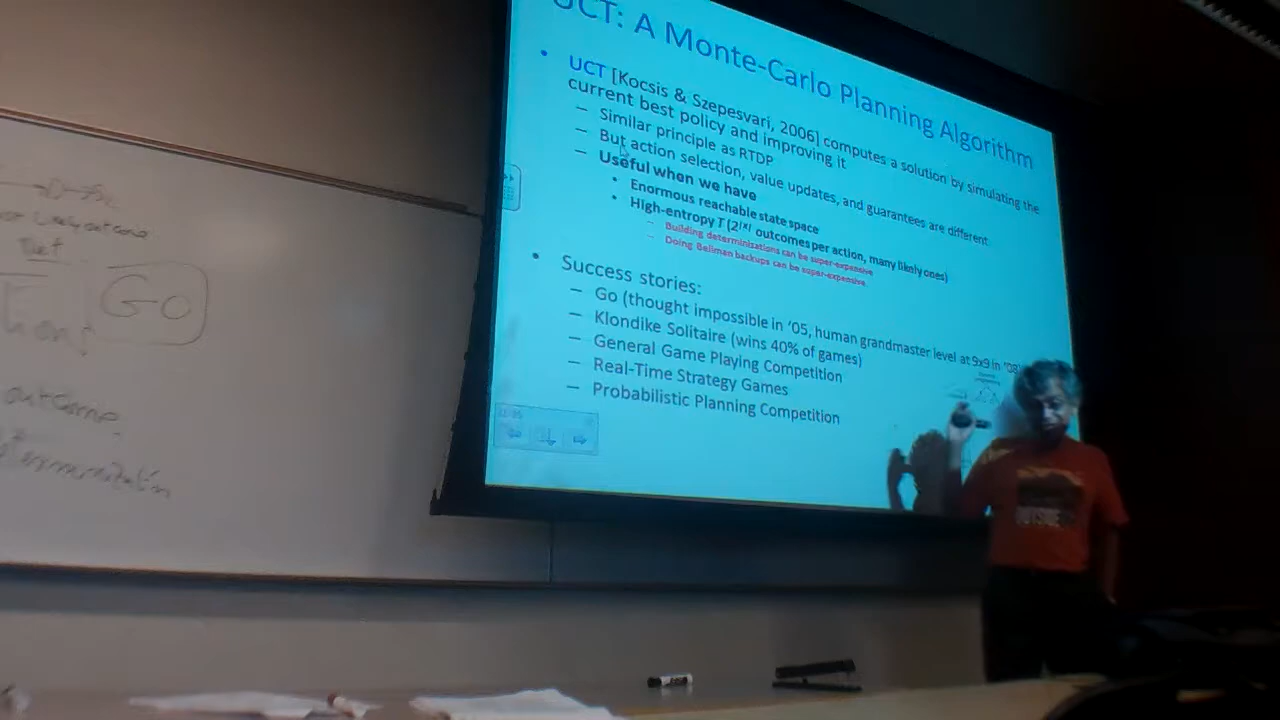 UCT: A Monte-Carlo Planning Algorithm
• UCT [Kocsis & Szepesvari, 2006] computes a solution by simulating the
current best policy and improving it
– Similar principle as RTDP
– But action selection, value updates, and guarantees are different
– Useful when we have
• Enormous reachable state space
• High-entropy T (2^|X| outcomes per action, many likely ones)
– Building determinizations can be super-expensive
– Doing Bellman backups can be super-expensive
• Success stories:
– Go (thought impossible in ‘05, human grandmaster level at 9x9 in ‘08)
– Klondike Solitaire (wins 40% of games)
– General Game Playing Competition
– Real-Time Strategy Games
– Probabilistic Planning Competition
Go
outcome